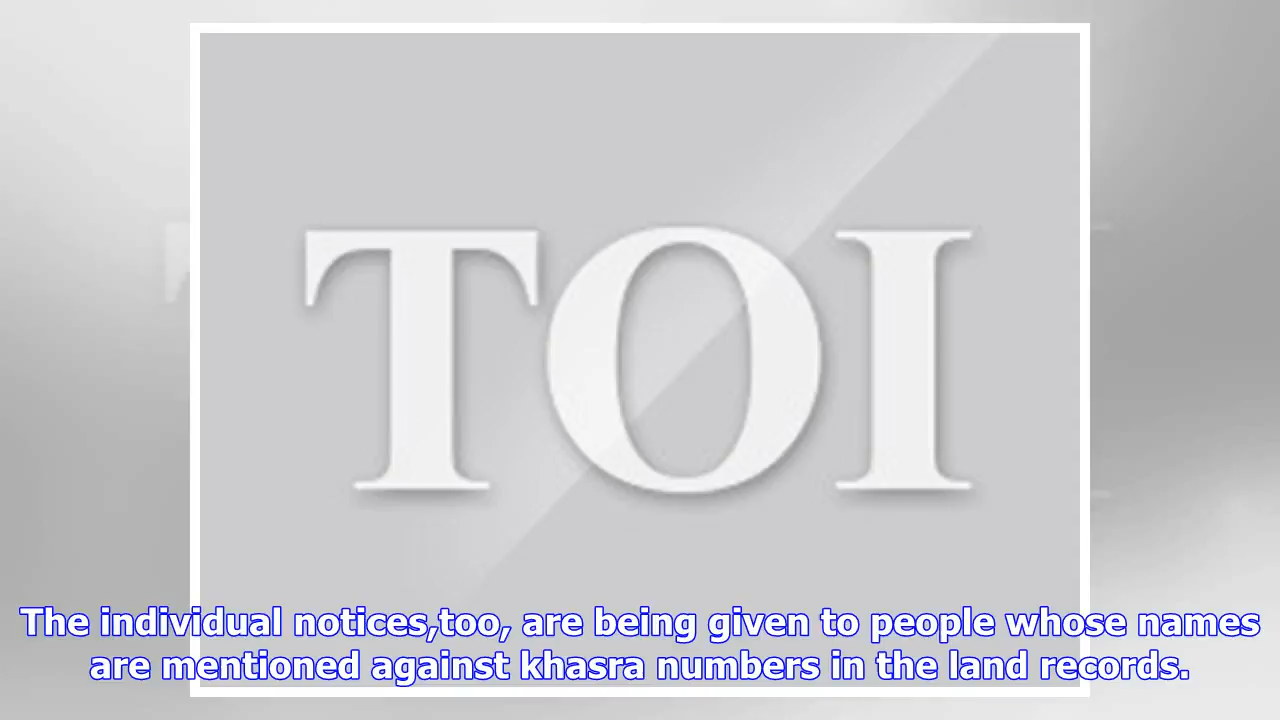 TOI
The individual notices,too, are being given to people whose names
are mentioned against khasra numbers in the land records.